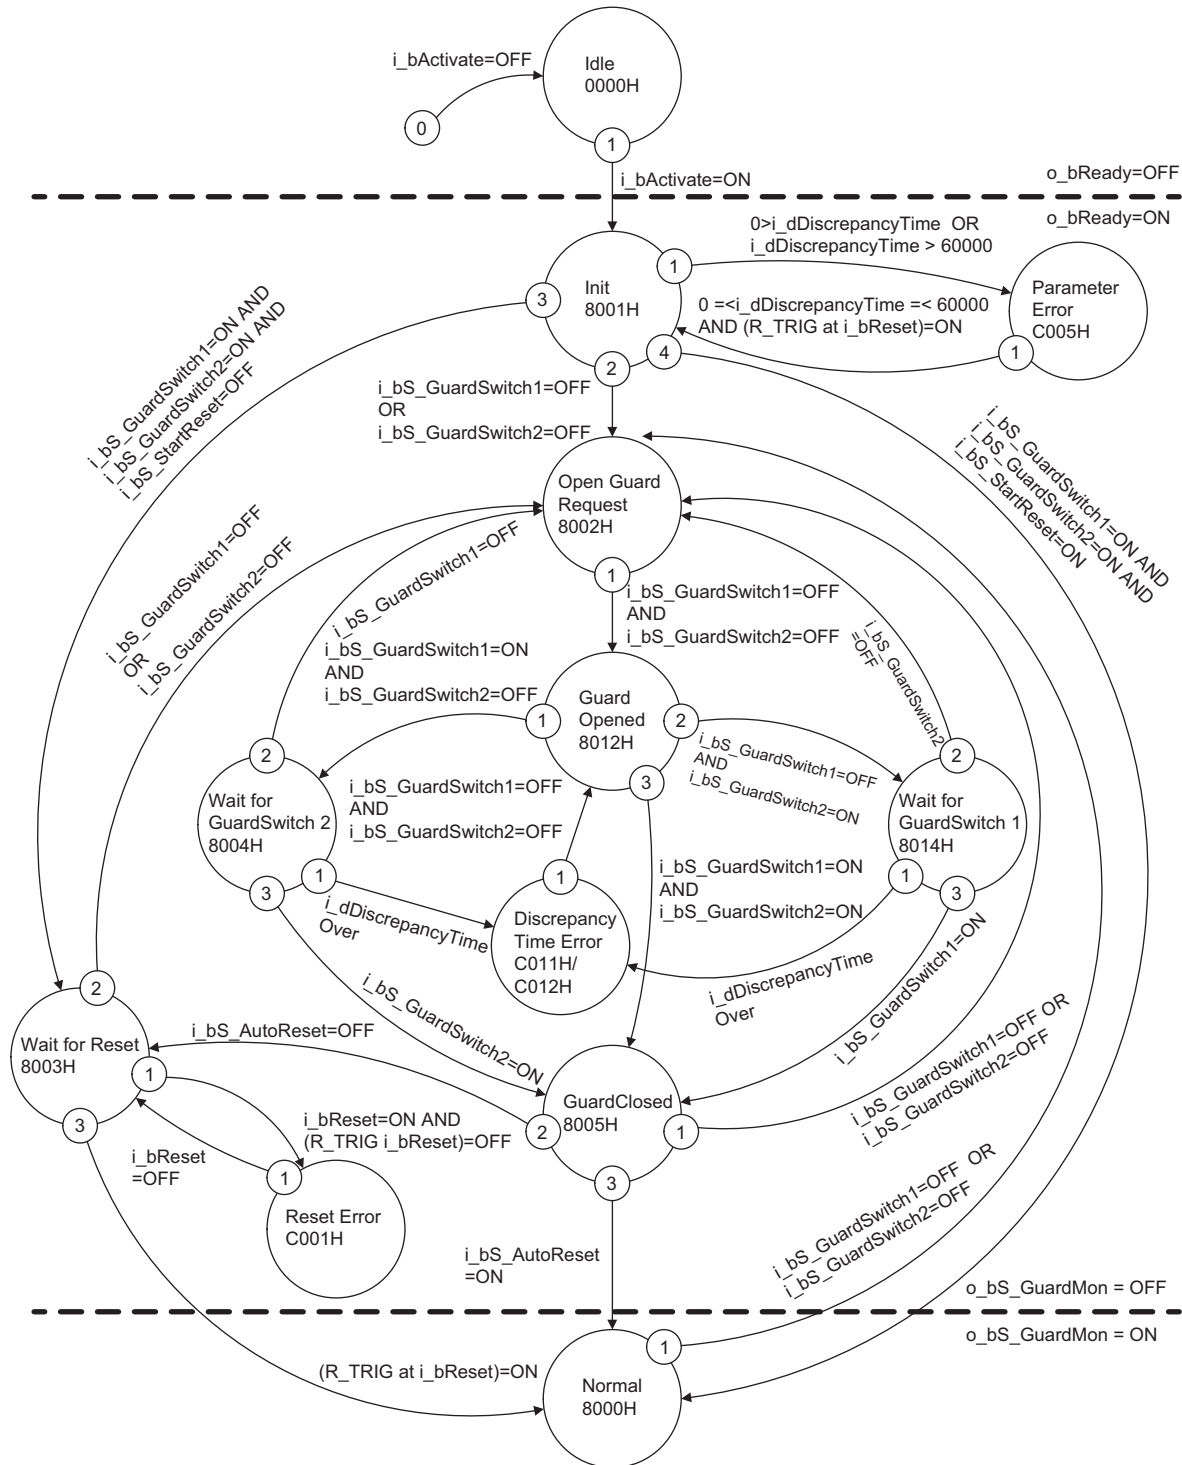 i_bActivate=OFF
0
Idle
0000H
1
i_bActivate=ON
o_bReady=OFF
o_bReady=ON
0>i_dDiscrepancyTime OR
i_dDiscrepancyTime > 60000
Init
8001H
1
3
4
2
0 =<i_dDiscrepancyTime =< 60000
AND (R_TRIG at i_bReset)=ON
Parameter
Error
C005H
1
i_bS_GuardSwitch1=ON AND
i_bS_GuardSwitch2=ON AND
i_bS_StartReset=OFF
i_bS_GuardSwitch1=OFF
OR
i_bS_GuardSwitch2=OFF
i_bS_GuardSwitch1=ON AND
i_bS_GuardSwitch2=ON AND
i_bS_StartReset=ON
Open Guard
Request
8002H
1
i_bS_GuardSwitch1=OFF
OR
i_bS_GuardSwitch2=OFF
i_bS_GuardSwitch1=OFF
i_bS_GuardSwitch1=OFF
AND
i_bS_GuardSwitch2=OFF
i_bS_GuardSwitch2
=OFF
i_bS_GuardSwitch1=ON
AND
i_bS_GuardSwitch2=OFF
Guard
Opened
8012H
1
2
3
i_bS_GuardSwitch1=OFF
AND
i_bS_GuardSwitch2=ON
2
Wait for
GuardSwitch 2
8004H
1
3
i_bS_GuardSwitch1=OFF
AND
i_bS_GuardSwitch2=OFF
2
Wait for
GuardSwitch 1
8014H
1
3
i_bS_GuardSwitch1=ON
AND
i_bS_GuardSwitch2=ON
1
Discrepancy
Time Error
C011H/
C012H
i_dDiscrepancyTime
Over
i_dDiscrepancyTime
Over
i_bS_GuardSwitch2=ON
i_bS_GuardSwitch1=ON
2
Wait for Reset
8003H
1
3
i_bS_AutoReset=OFF
GuardClosed
8005H
2
1
3
i_bS_GuardSwitch1=OFF OR
i_bS_GuardSwitch2=OFF
i_bReset=ON AND
(R_TRIG i_bReset)=OFF
i_bReset
=OFF
1
Reset Error
C001H
i_bS_AutoReset
=ON
i_bS_GuardSwitch1=OFF OR
i_bS_GuardSwitch2=OFF
o_bS_GuardMon = OFF
o_bS_GuardMon = ON
(R_TRIG at i_bReset)=ON
1
Normal
8000H